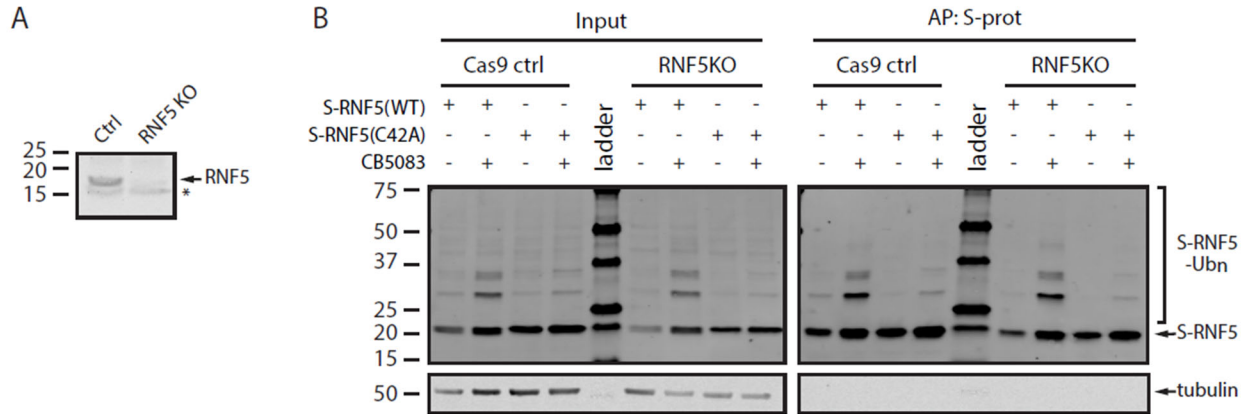 A
Ctrl
RNF5 KO
25
20
15
RNF5
*
B
Input
AP: S-prot
Cas9 ctrl
RNF5KO
Cas9 ctrl
RNF5KO
S-RNF5(WT) + + - - + + - - + + - - + + - -
S-RNF5(C42A) - - + + - - + + - - + + - - + +
CB5083 - + - + - + - + - + - + - + - +
ladder
ladder
75
50
37
25
20
15
S-RNF5
-Ubn
S-RNF5
50
tubulin